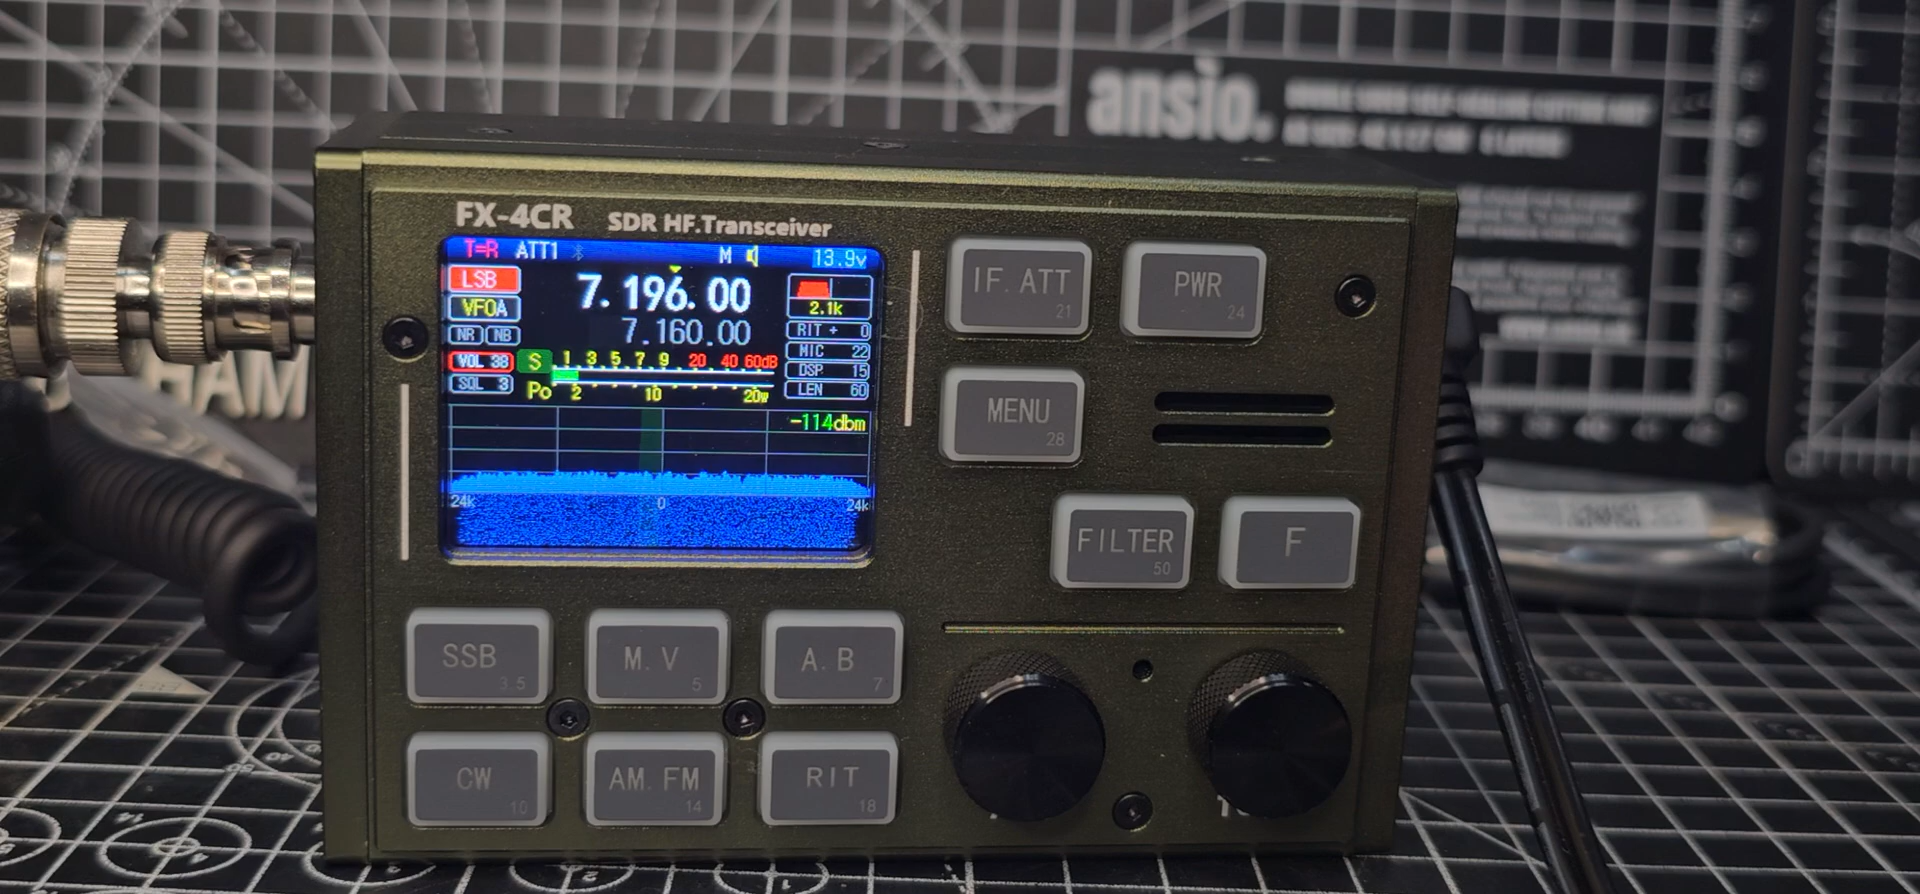 ansio.
HAM
FX-4CR SDR HF.Transceiver
T=R ATT1 M 13.9v
LSB 7.196.00 2.1k
VFOA 7.160.00
NR NB RIT + 0
VOL 38 S 1 3 5 7 9 20 40 60dB MIC 22
SQL 3 Po 2 10 20w DSP 15
LEN 60
-114dbm
24k 0 24k
IF.ATT 21
PWR 24
MENU 28
FILTER 50
F
SSB 3.5
M.V 5
A.B 7
CW 10
AM.FM 14
RIT 18